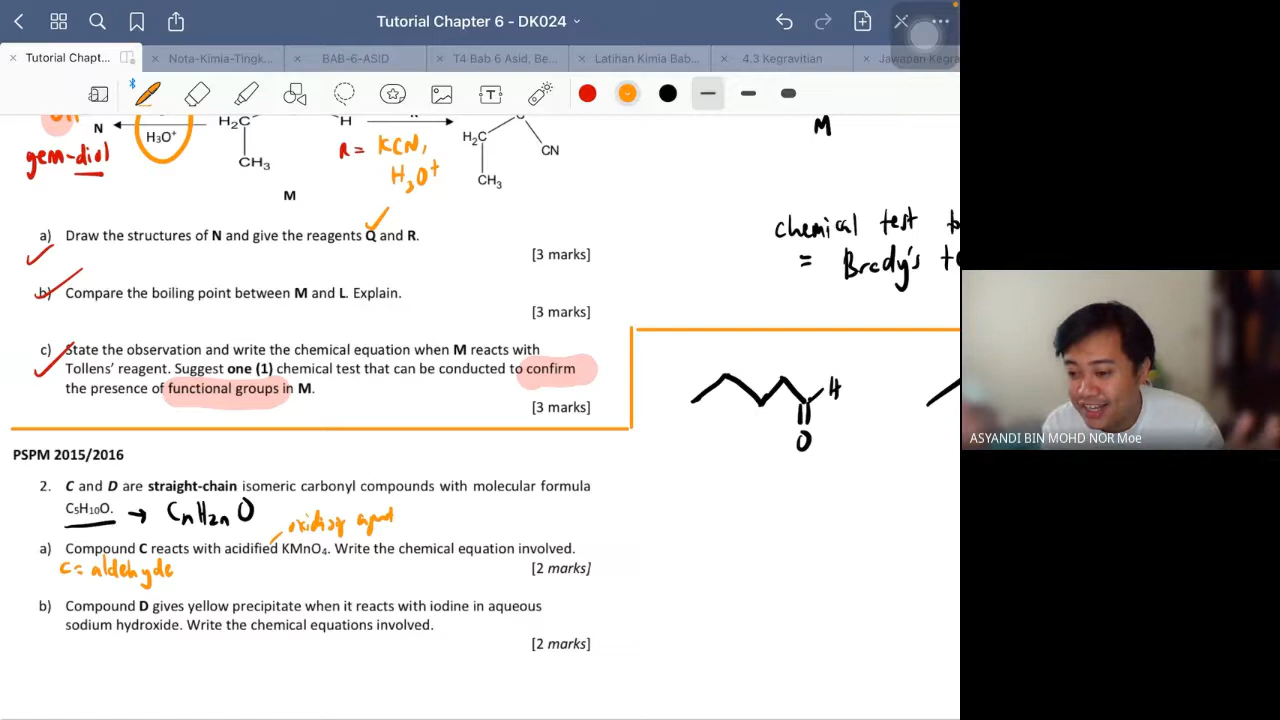 Tutorial Chapter 6 - DK024
Tutorial Chapt...
Nota-Kimia-Tingk...
BAB-6-ASID
T4 Bab 6 Asid, Be...
Latihan Kimia Bab...
4.3 Kegravitian
Jawapan Kegra
OH
N
H3O+
H2C
H
CH3
M
gem-diol
R = KCN,
H3O+
H2C
CN
CH3
M
a) Draw the structures of N and give the reagents Q and R.
[3 marks]
b) Compare the boiling point between M and L. Explain.
[3 marks]
c) State the observation and write the chemical equation when M reacts with
Tollens' reagent. Suggest one (1) chemical test that can be conducted to confirm
the presence of functional groups in M.
[3 marks]
chemical test to
= Brady's te
H
O
ASYANDI BIN MOHD NOR Moe
PSPM 2015/2016
2. C and D are straight-chain isomeric carbonyl compounds with molecular formula
C5H10O. → CnH2nO
oxidisy agent
a) Compound C reacts with acidified KMnO4. Write the chemical equation involved.
C = aldehyde
[2 marks]
b) Compound D gives yellow precipitate when it reacts with iodine in aqueous
sodium hydroxide. Write the chemical equations involved.
[2 marks]